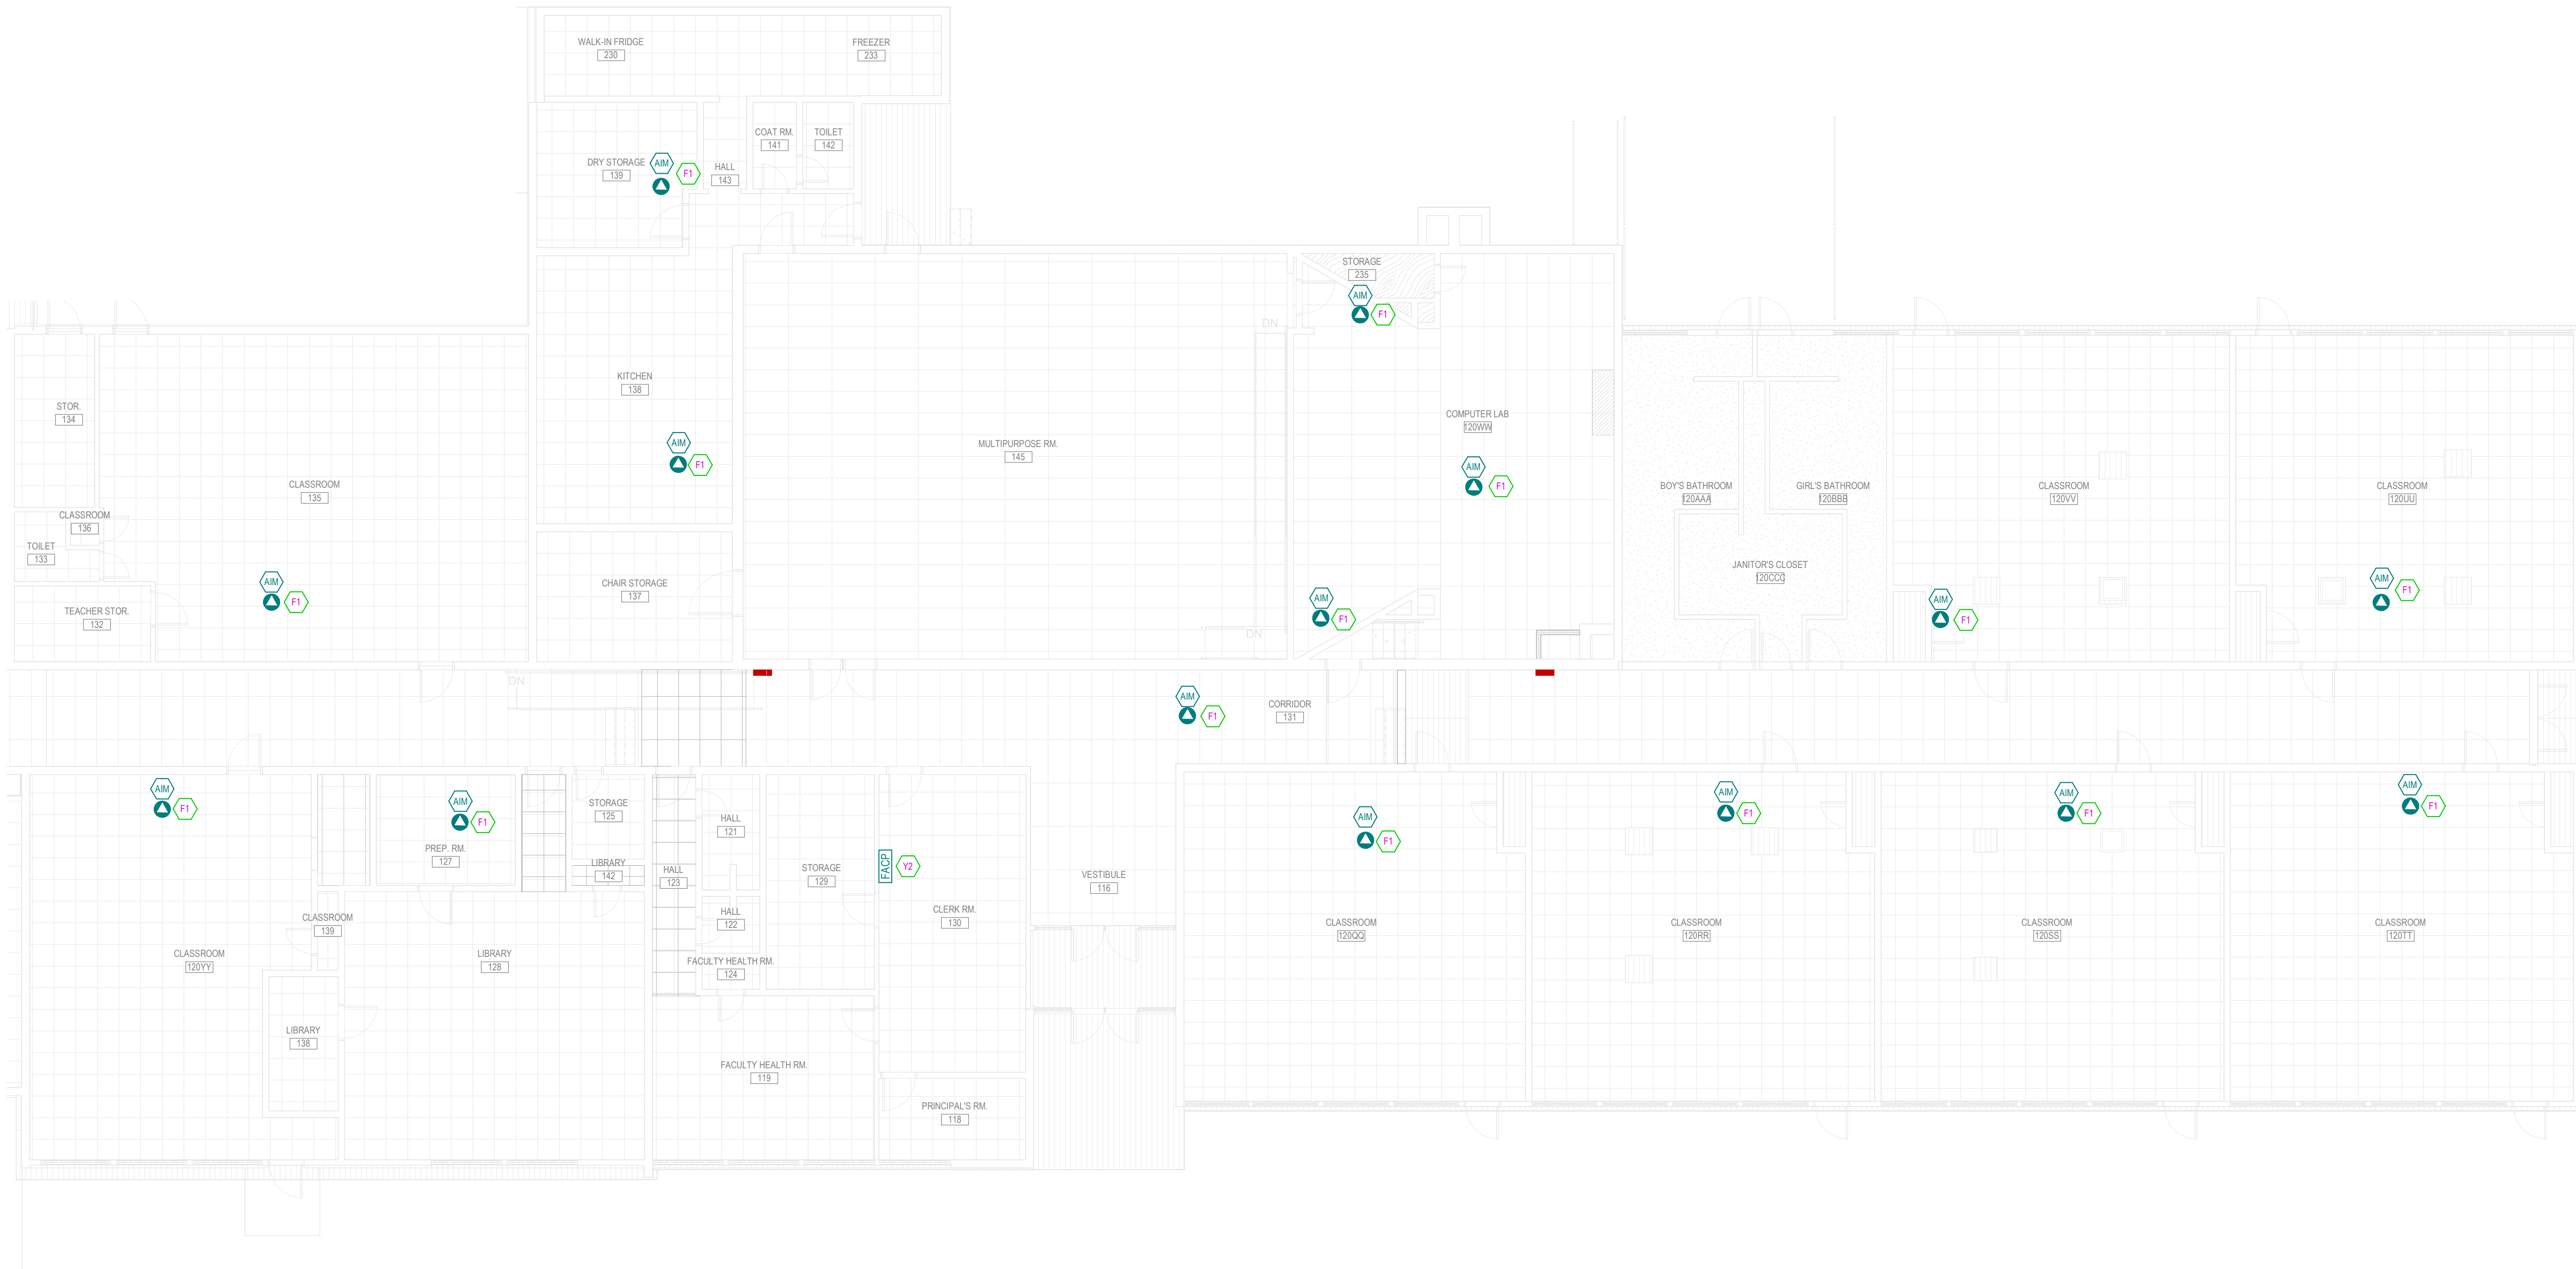 WALK-IN FRIDGE
230
FREEZER
233
COAT RM.
141
TOILET
142
DRY STORAGE
139
AIM
F1
HALL
143
STORAGE
235
AIM
F1
DN
KITCHEN
138
AIM
F1
STOR.
134
COMPUTER LAB
120WW
AIM
F1
MULTIPURPOSE RM.
145
CLASSROOM
135
CLASSROOM
136
TOILET
133
BOY'S BATHROOM
120AAA
GIRL'S BATHROOM
120BBB
CLASSROOM
120VV
CLASSROOM
120UU
JANITOR'S CLOSET
120CCC
AIM
F1
CHAIR STORAGE
137
TEACHER STOR.
132
AIM
F1
AIM
F1
AIM
F1
DN
DN
AIM
F1
CORRIDOR
131
AIM
F1
AIM
F1
PREP. RM.
127
STORAGE
125
LIBRARY
142
HALL
121
HALL
123
STORAGE
129
FACP
Y2
VESTIBULE
116
AIM
F1
AIM
F1
AIM
F1
AIM
F1
HALL
122
CLERK RM.
130
CLASSROOM
139
CLASSROOM
120YY
LIBRARY
128
FACULTY HEALTH RM.
124
CLASSROOM
120QQ
CLASSROOM
120RR
CLASSROOM
120SS
CLASSROOM
120TT
LIBRARY
138
FACULTY HEALTH RM.
119
PRINCIPAL'S RM.
118